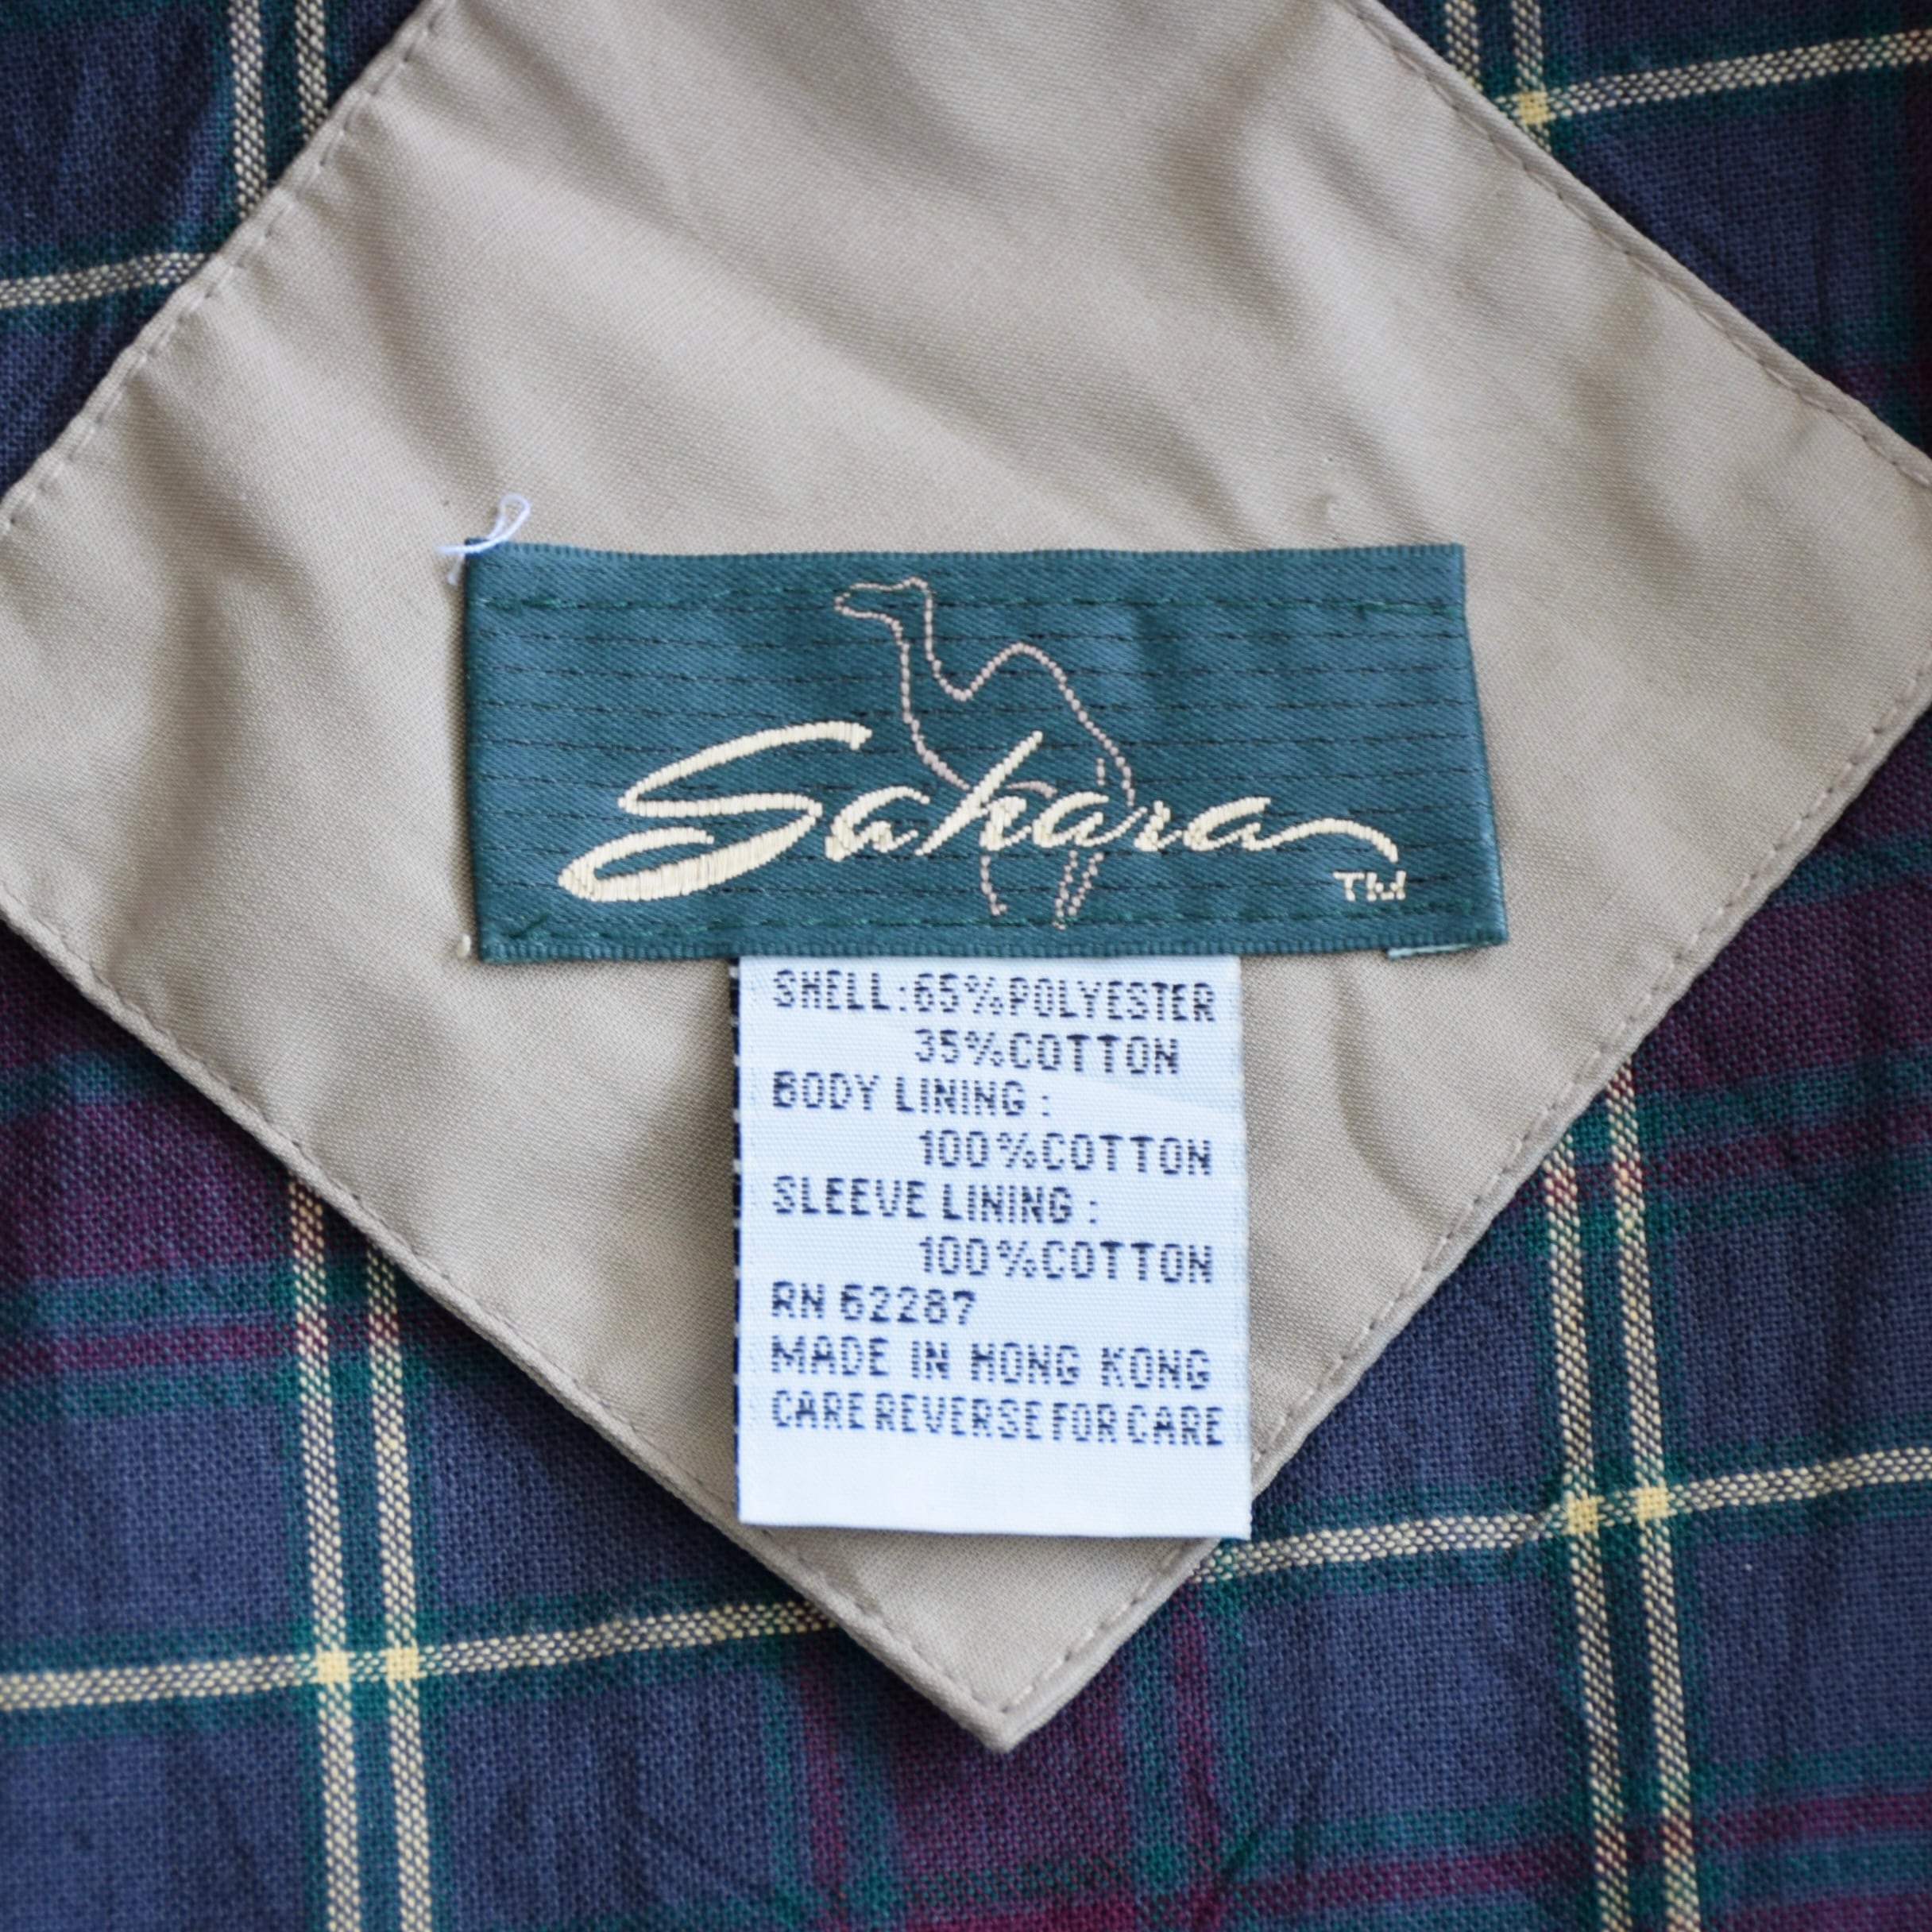 Sahara
TM
SHELL:65%POLYESTER
35%COTTON
BODY LINING :
100%COTTON
SLEEVE LINING :
100%COTTON
RN 62287
MADE IN HONG KONG
CARE REVERSE FOR CARE